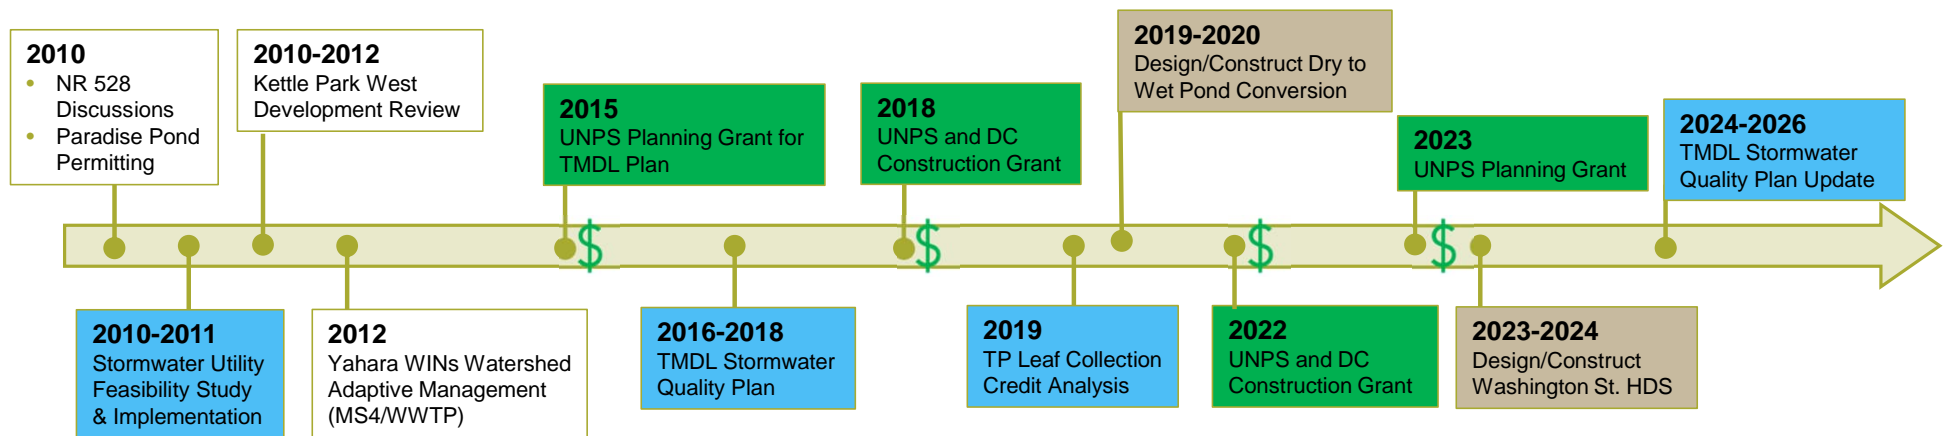 2010
• NR 528
Discussions
• Paradise Pond
Permitting
2010-2012
Kettle Park West
Development Review
2015
UNPS Planning Grant for
TMDL Plan
2018
UNPS and DC
Construction Grant
2019-2020
Design/Construct Dry to
Wet Pond Conversion
2023
UNPS Planning Grant
2024-2026
TMDL Stormwater
Quality Plan Update
$ $ $ $
2010-2011
Stormwater Utility
Feasibility Study
& Implementation
2012
Yahara WINs Watershed
Adaptive Management
(MS4/WWTP)
2016-2018
TMDL Stormwater
Quality Plan
2019
TP Leaf Collection
Credit Analysis
2022
UNPS and DC
Construction Grant
2023-2024
Design/Construct
Washington St. HDS